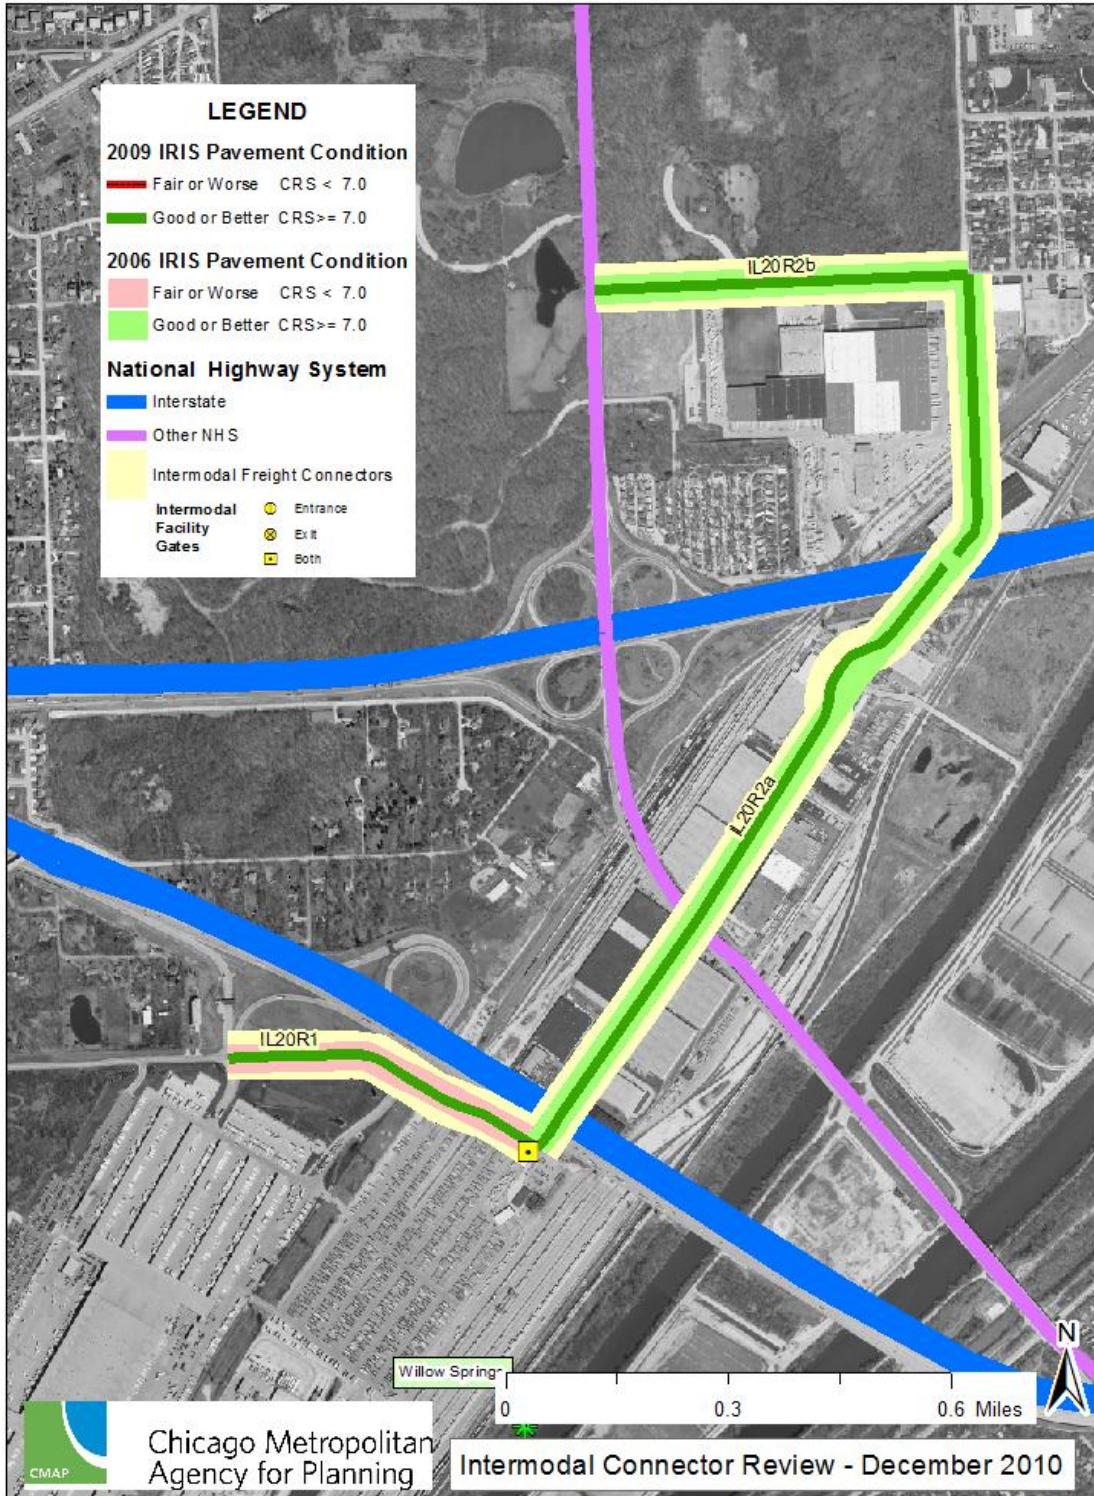 LEGEND
2009 IRIS Pavement Condition
Fair or Worse CRS < 7.0
Good or Better CRS>= 7.0
2006 IRIS Pavement Condition
Fair or Worse CRS < 7.0
Good or Better CRS>= 7.0
National Highway System
Interstate
Other NHS
Intermodal Freight Connectors
Intermodal
Facility
Gates
Entrance
Exit
Both
IL20R2b
IL20R2a
IL20R1
Willow Springs
N
0 0.3 0.6 Miles
CMAP
Chicago Metropolitan
Agency for Planning
Intermodal Connector Review - December 2010